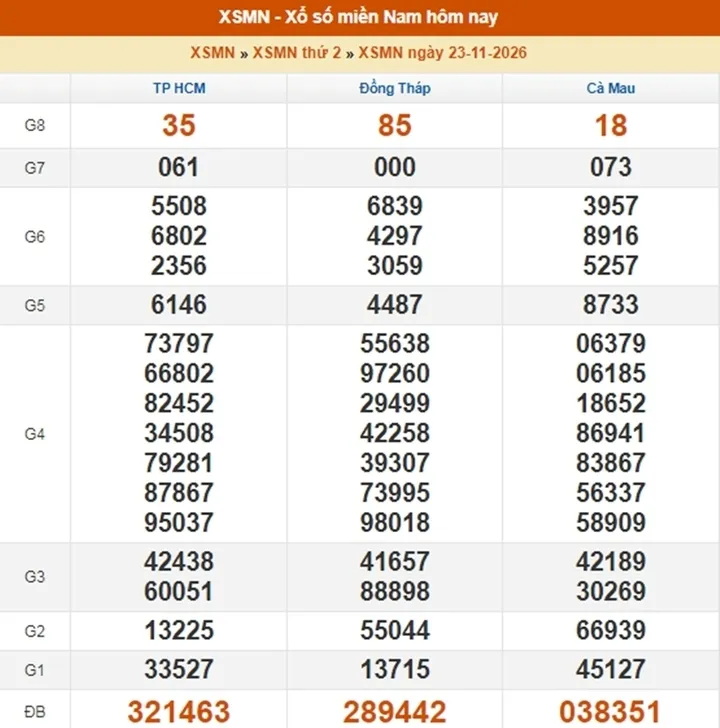 XSMN - Xổ số miền Nam hôm nay
XSMN » XSMN thứ 2 » XSMN ngày 23-11-2026
TP HCM Đồng Tháp Cà Mau
G8 35 85 18
G7 061 000 073
5508 6839 3957
G6 6802 4297 8916
2356 3059 5257
G5 6146 4487 8733
73797 55638 06379
66802 97260 06185
82452 29499 18652
G4 34508 42258 86941
79281 39307 83867
87867 73995 56337
95037 98018 58909
G3 42438 41657 42189
60051 88898 30269
G2 13225 55044 66939
G1 33527 13715 45127
ĐB 321463 289442 038351